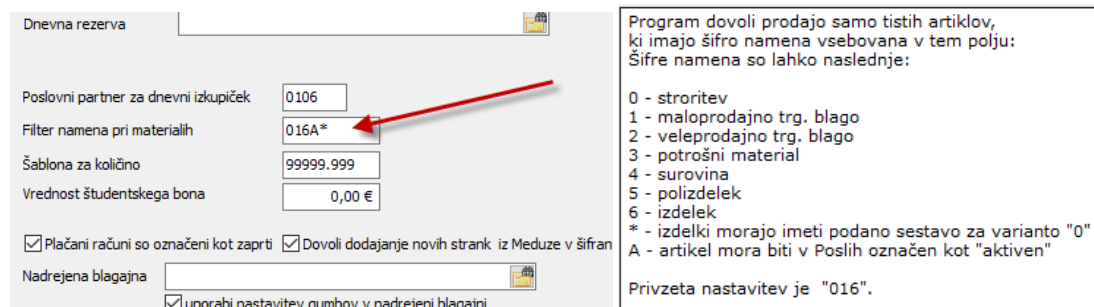 Dnevna rezerva
Poslovni partner za dnevni izkupiček
0106
Filter namena pri materialih
016A*
Šablona za količino
99999.999
Vrednost študentskega bona
0,00 €
Plačani računi so označeni kot zaprti
Dovoli dodajanje novih strank iz Meduze v šifran
Nadrejena blagajna
uporabi nastavitev gumbov v nadrejeni blagajni
Program dovoli prodajo samo tistih artiklov,
ki imajo šifro namena vsebovana v tem polju:
Šifre namena so lahko naslednje:
0 - stroritev
1 - maloprodajno trg. blago
2 - veleprodajno trg. blago
3 - potrošni material
4 - surovina
5 - polizdelek
6 - izdelek
* - izdelki morajo imeti podano sestavo za varianto "0"
A - artikel mora biti v Poslih označen kot "aktiven"
Privzeta nastavitev je "016".